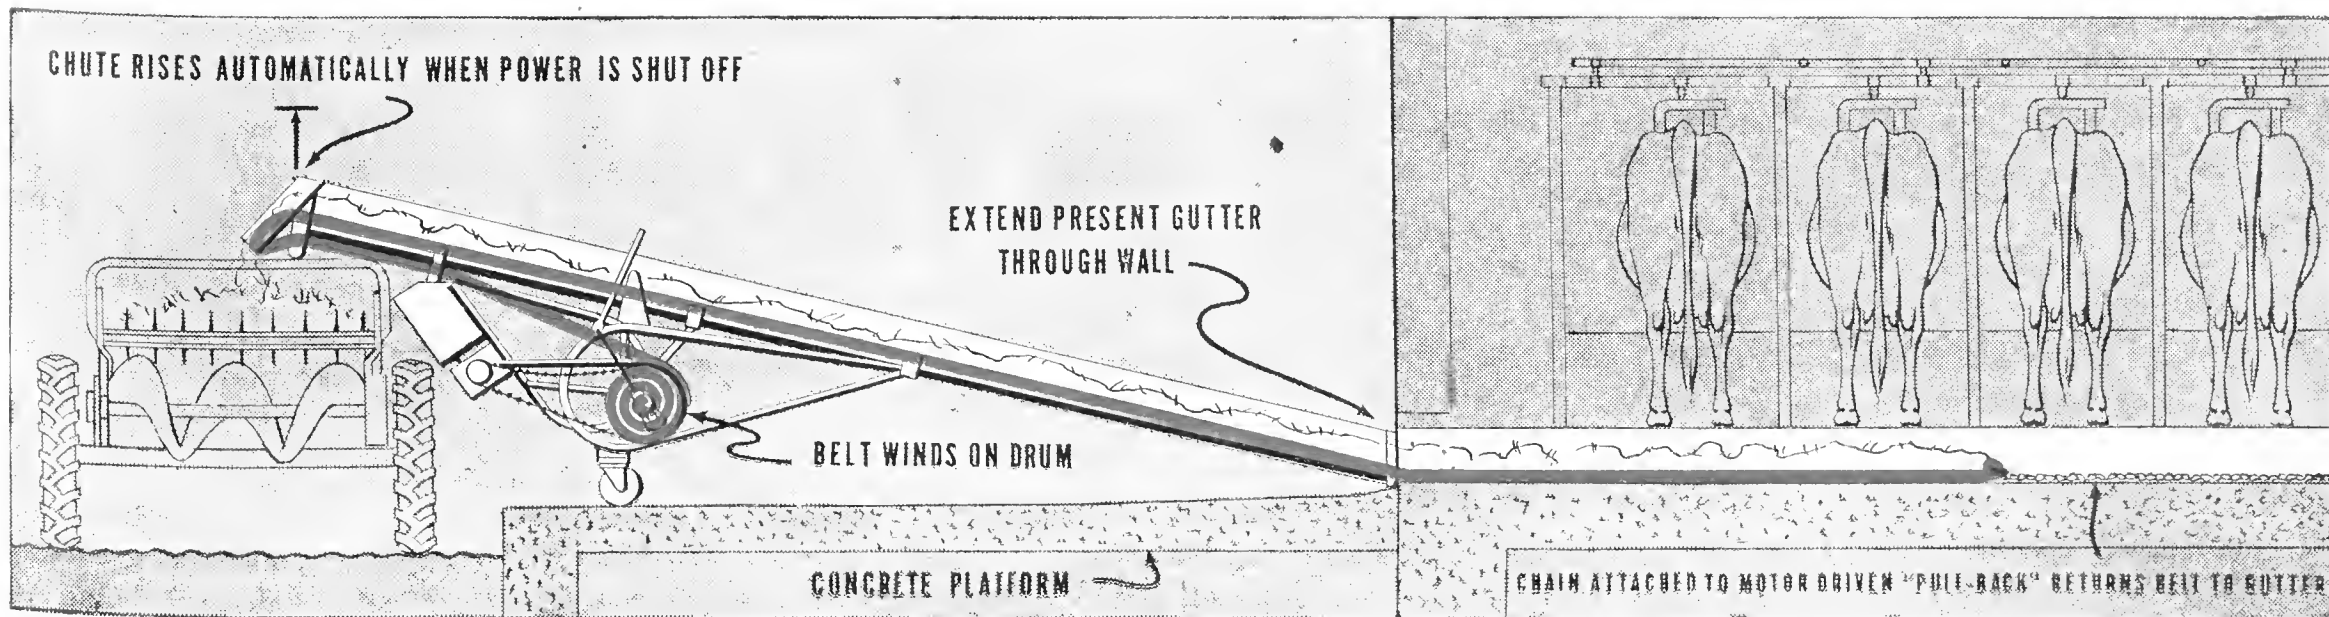 CHUTE RISES AUTOMATICALLY WHEN POWER IS SHUT OFF
EXTEND PRESENT GUTTER
THROUGH WALL
BELT WINDS ON DRUM
CONCRETE PLATFORM
CHAIN ATTACHED TO MOTOR DRIVEN "PULL-BACK" RETURNS BELT TO GUTTER